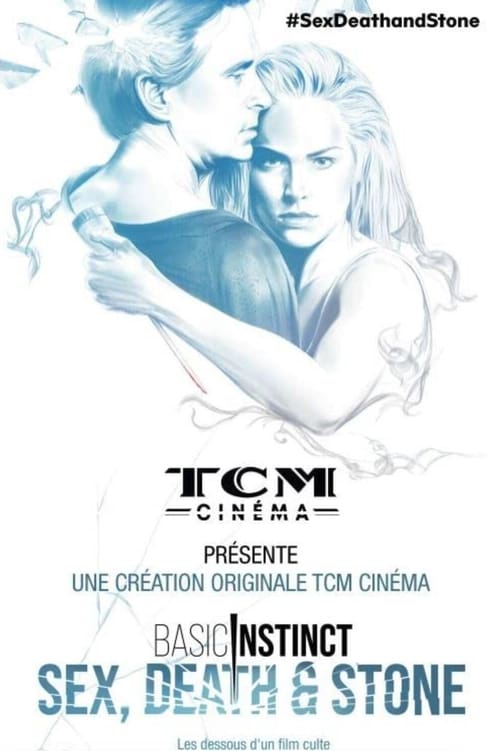 #SexDeathandStone
TCM
CINÉMA
PRÉSENTE
UNE CRÉATION ORIGINALE TCM CINÉMA
BASIC INSTINCT
SEX, DEATH & STONE
Les dessous d'un film culte